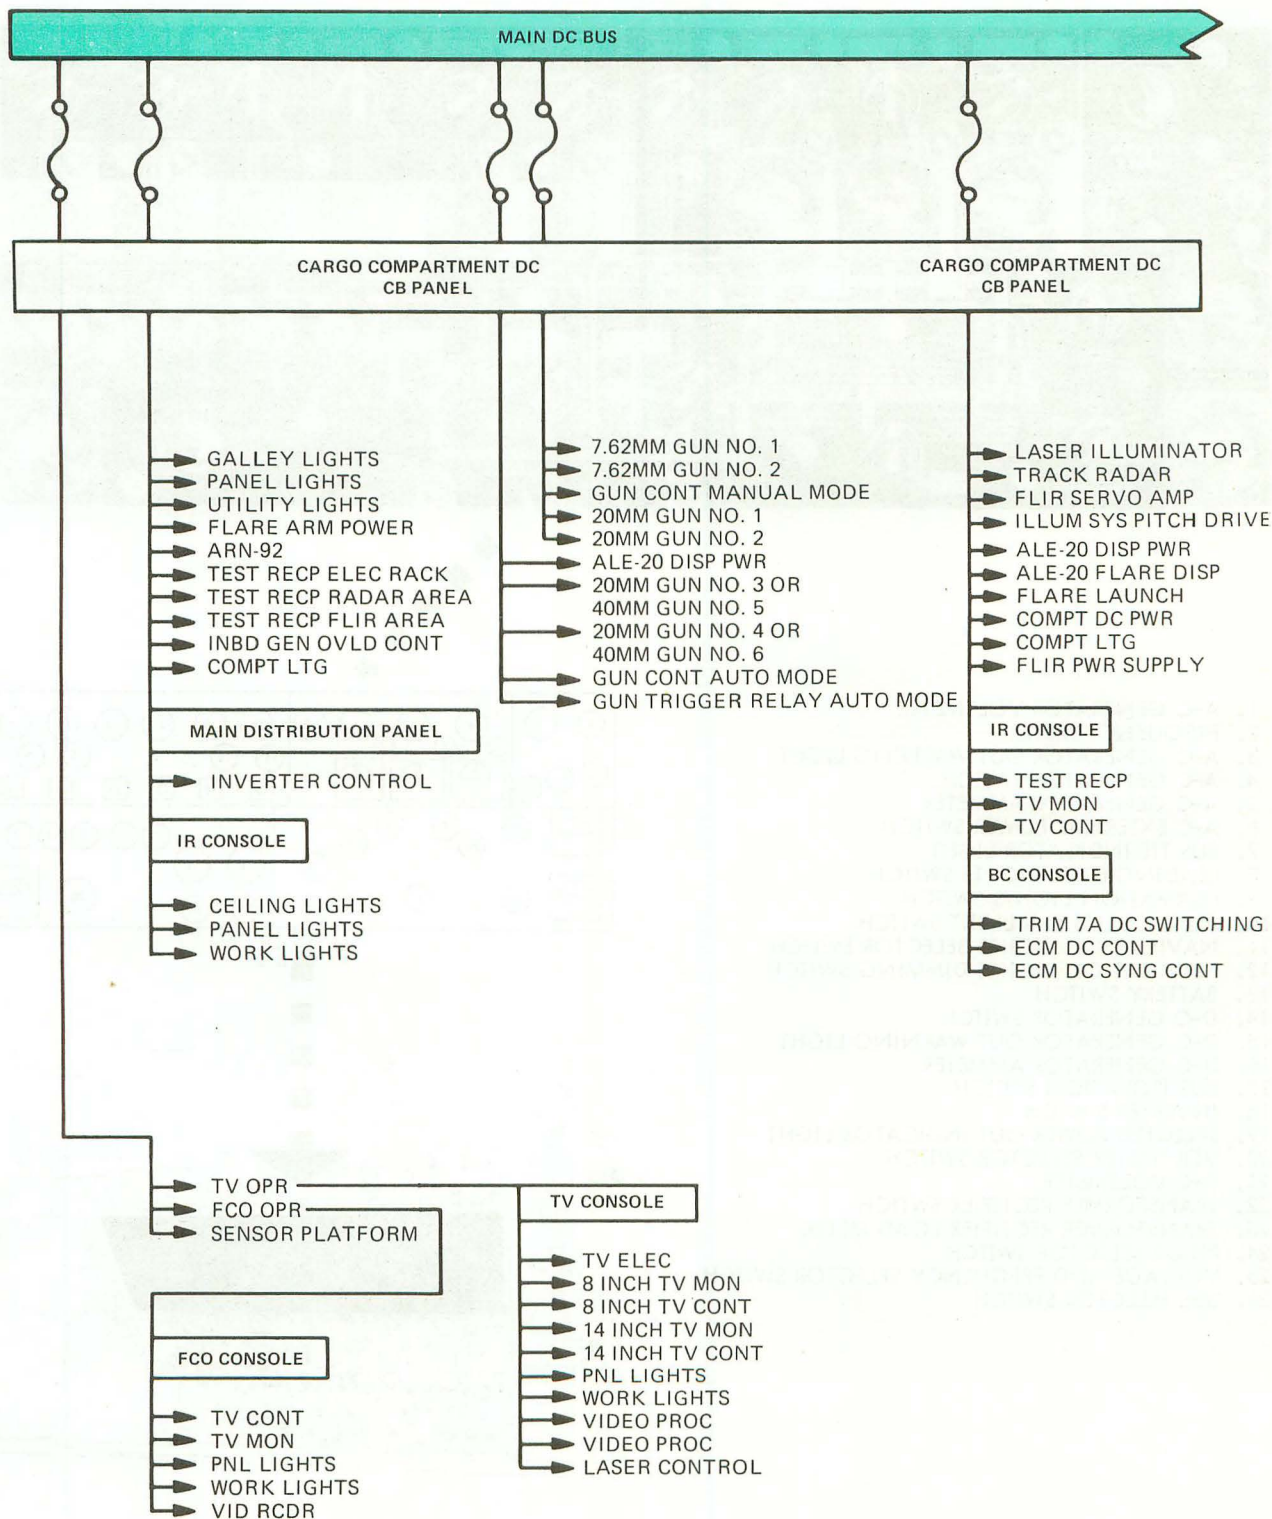 MAIN DC BUS
CARGO COMPARTMENT DC
CB PANEL
CARGO COMPARTMENT DC
CB PANEL
GALLEY LIGHTS
PANEL LIGHTS
UTILITY LIGHTS
FLARE ARM POWER
ARN-92
TEST RECP ELEC RACK
TEST RECP RADAR AREA
TEST RECP FLIR AREA
INBD GEN OVLD CONT
COMPT LTG
MAIN DISTRIBUTION PANEL
INVERTER CONTROL
IR CONSOLE
CEILING LIGHTS
PANEL LIGHTS
WORK LIGHTS
7.62MM GUN NO. 1
7.62MM GUN NO. 2
GUN CONT MANUAL MODE
20MM GUN NO. 1
20MM GUN NO. 2
ALE-20 DISP PWR
20MM GUN NO. 3 OR
40MM GUN NO. 5
20MM GUN NO. 4 OR
40MM GUN NO. 6
GUN CONT AUTO MODE
GUN TRIGGER RELAY AUTO MODE
LASER ILLUMINATOR
TRACK RADAR
FLIR SERVO AMP
ILLUM SYS PITCH DRIVE
ALE-20 DISP PWR
ALE-20 FLARE DISP
FLARE LAUNCH
COMPT DC PWR
COMPT LTG
FLIR PWR SUPPLY
IR CONSOLE
TEST RECP
TV MON
TV CONT
BC CONSOLE
TRIM 7A DC SWITCHING
ECM DC CONT
ECM DC SYNG CONT
TV OPR
FCO OPR
SENSOR PLATFORM
TV CONSOLE
TV ELEC
8 INCH TV MON
8 INCH TV CONT
14 INCH TV MON
14 INCH TV CONT
PNL LIGHTS
WORK LIGHTS
VIDEO PROC
VIDEO PROC
LASER CONTROL
FCO CONSOLE
TV CONT
TV MON
PNL LIGHTS
WORK LIGHTS
VID RCDR